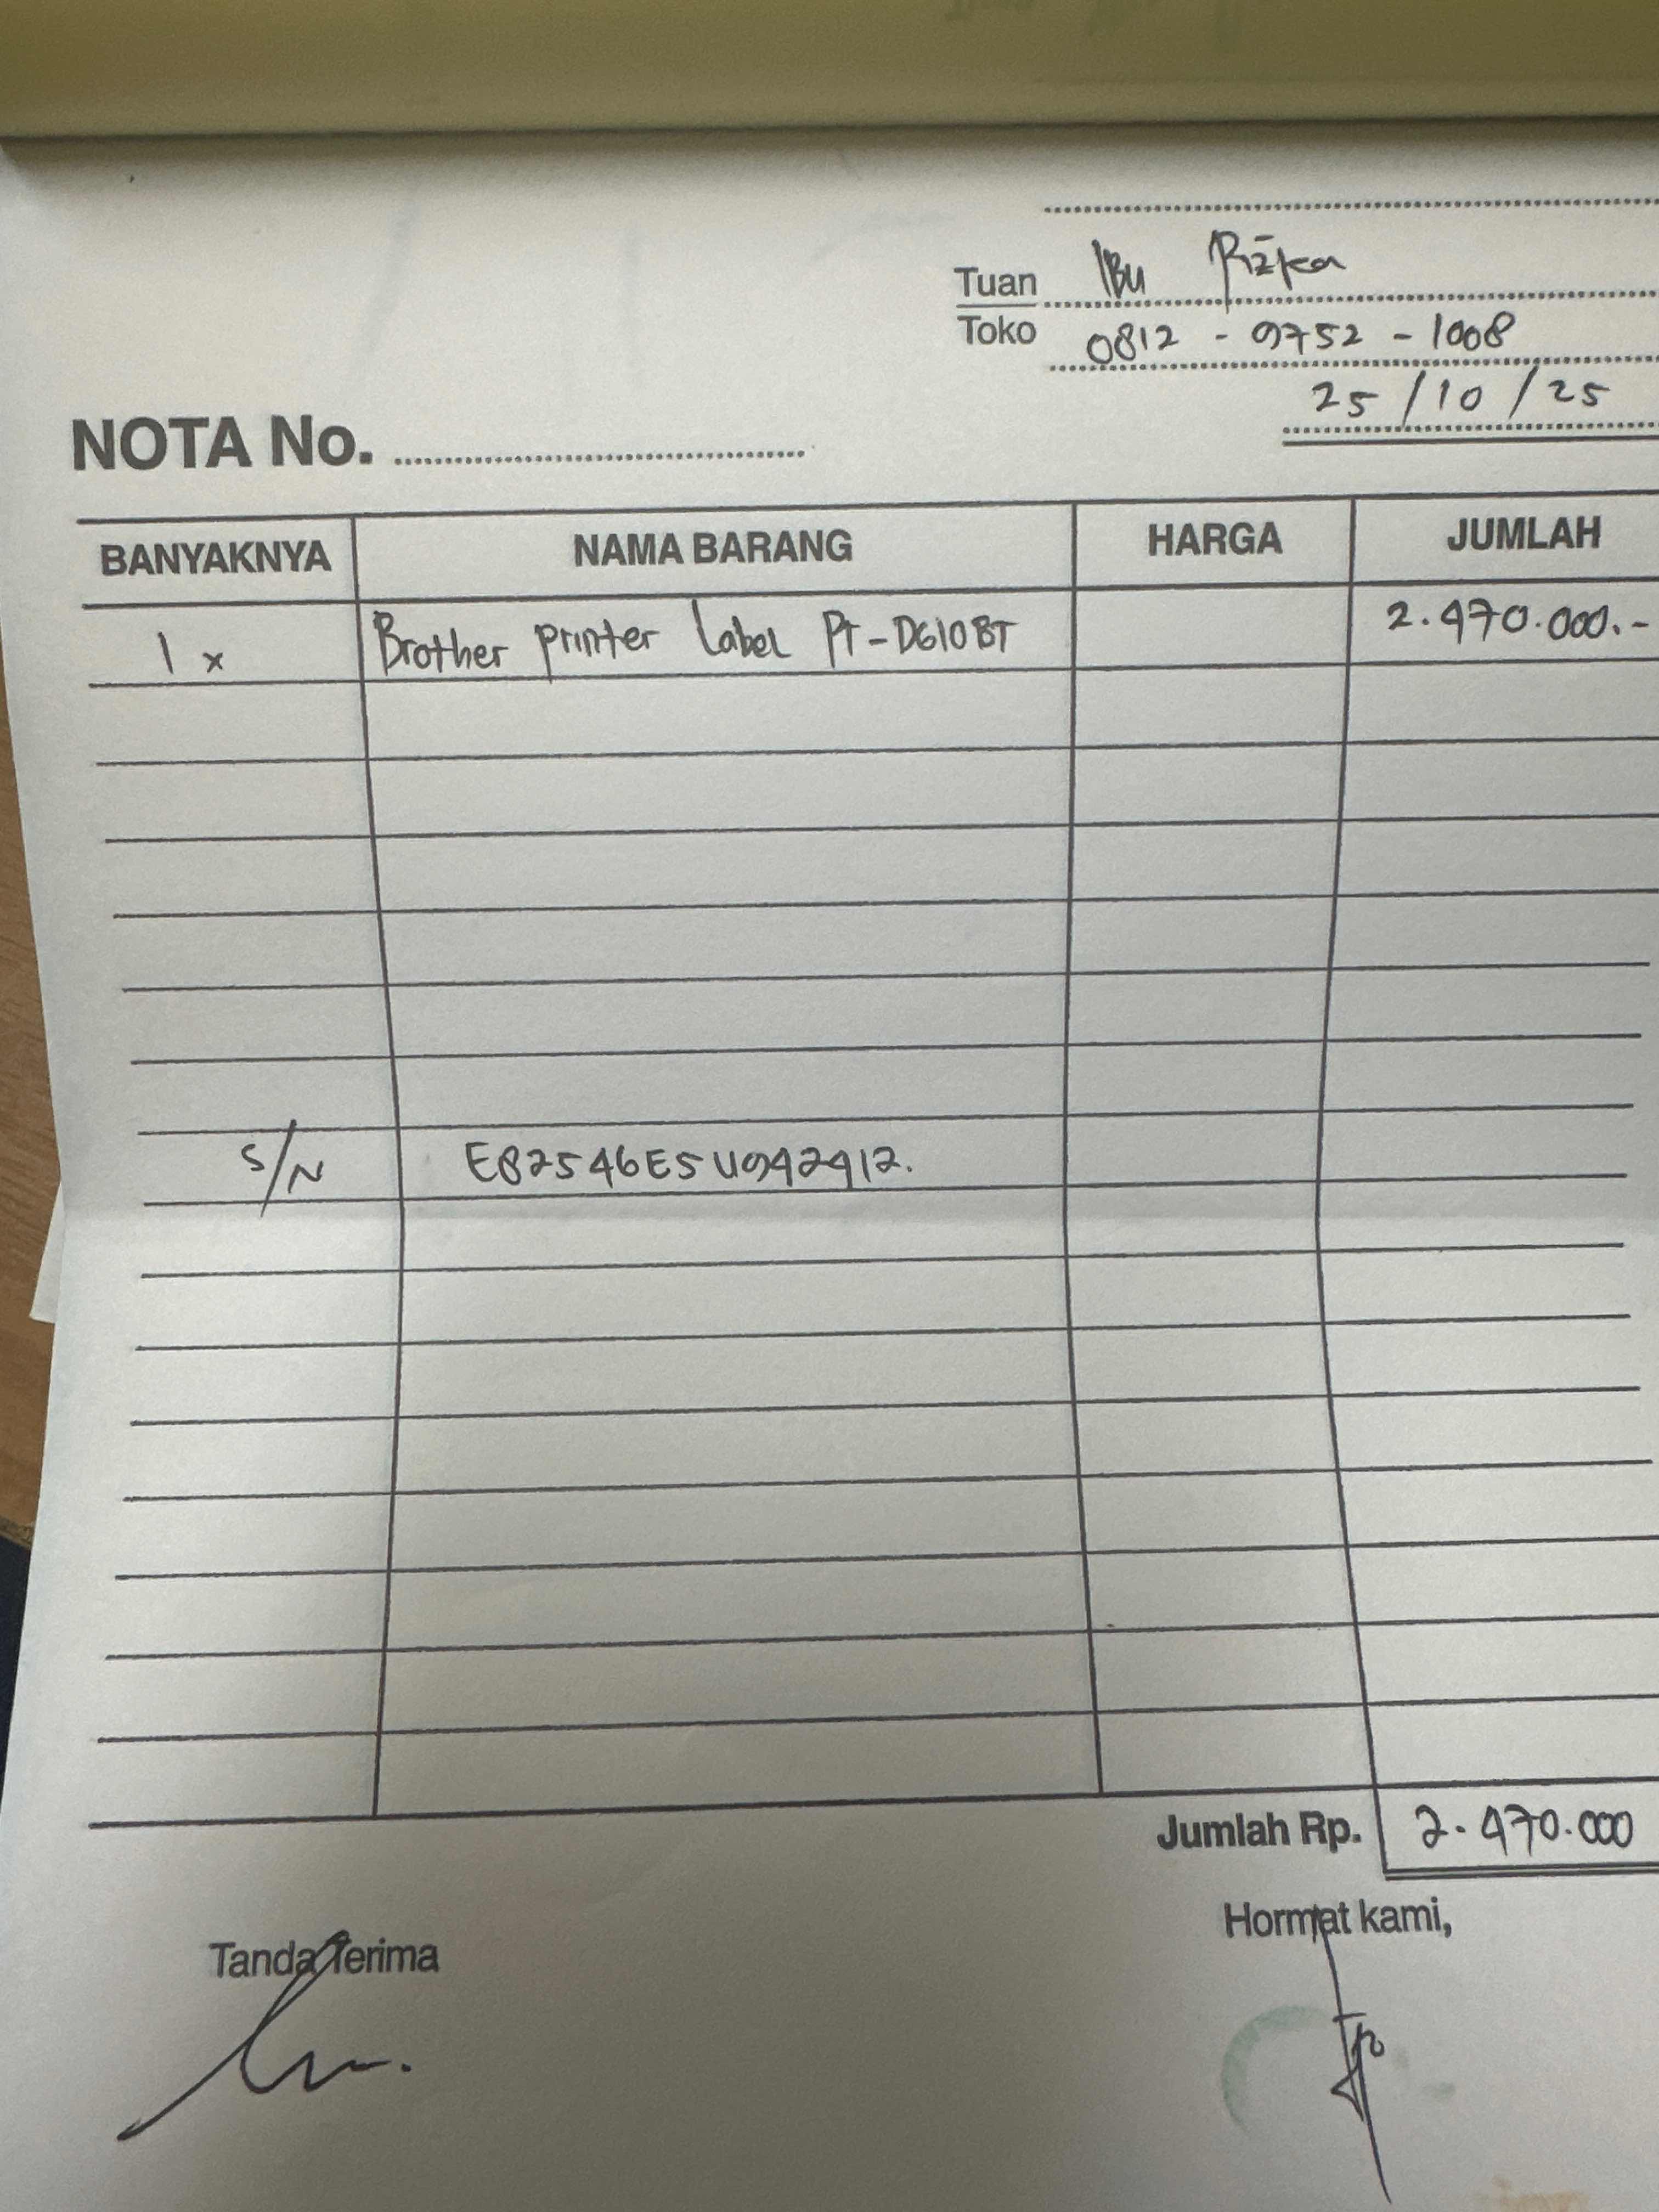 Tuan Ibu Rizka
Toko 0812 - 9752 - 1008
25/10/25
NOTA No.
BANYAKNYA NAMA BARANG HARGA JUMLAH
1 x Brother printer Label PT-D610BT 2.470.000.-
S/N E82546E5U942412.
Jumlah Rp. 2.470.000
Tanda Terima Hormat kami,